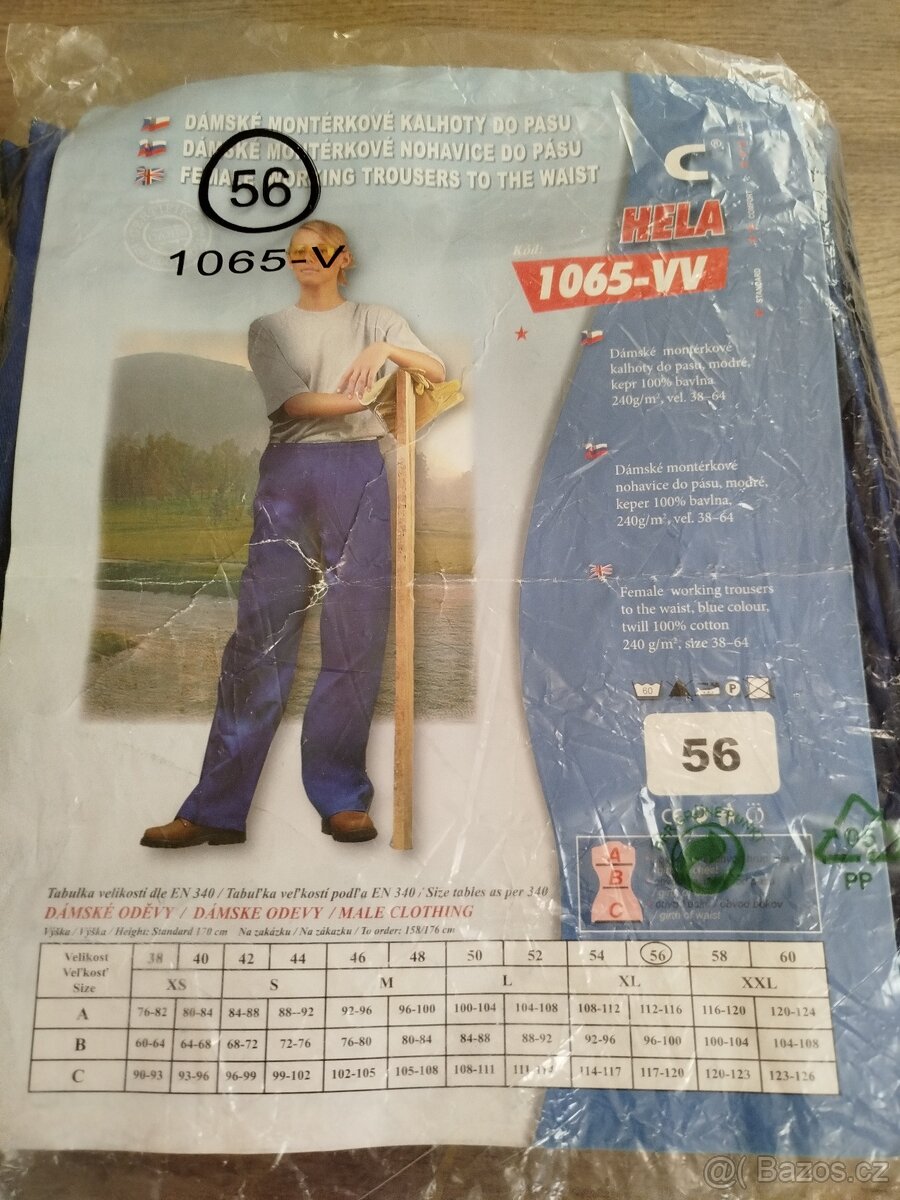 DÁMSKÉ MONTÉRKOVÉ KALHOTY DO PASU
DÁMSKÉ MONTÉRKOVÉ NOHAVICE DO PÁSU
WORKING TROUSERS TO THE WAIST
56
1065-V
C
HELA
Kód:
1065-VV
COMFORT
STANDARD
Dámské montérkové
kalhoty do pasu, modré,
kepr 100% bavlna
240g/m², vel. 38–64
Dámské montérkové
nohavice do pásu, modré,
keper 100% bavlna,
240g/m², veľ. 38–64
Female working trousers
to the waist, blue colour,
twill 100% cotton
240 g/m², size 38–64
60
P
56
A
B
C
/ girth of waist
05
PP
Tabulka velikostí dle EN 340 / Tabuľka veľkostí podľa EN 340 / Size tables as per 340
DÁMSKÉ ODĚVY / DÁMSKE ODEVY / MALE CLOTHING
Výška / Výška / Height: Standard 170 cm Na zakázku / Na zákazku / To order: 158/176 cm
Velikost Veľkosť Size 38 40 42 44 46 48 50 52 54 56 58 60
XS S M L XL XXL
A 76-82 80-84 84-88 88--92 92-96 96-100 100-104 104-108 108-112 112-116 116-120 120-124
B 60-64 64-68 68-72 72-76 76-80 80-84 84-88 88-92 92-96 96-100 100-104 104-108
C 90-93 93-96 96-99 99-102 102-105 105-108 108-111 114-117 117-120 120-123 123-126
@ Bazos.cz